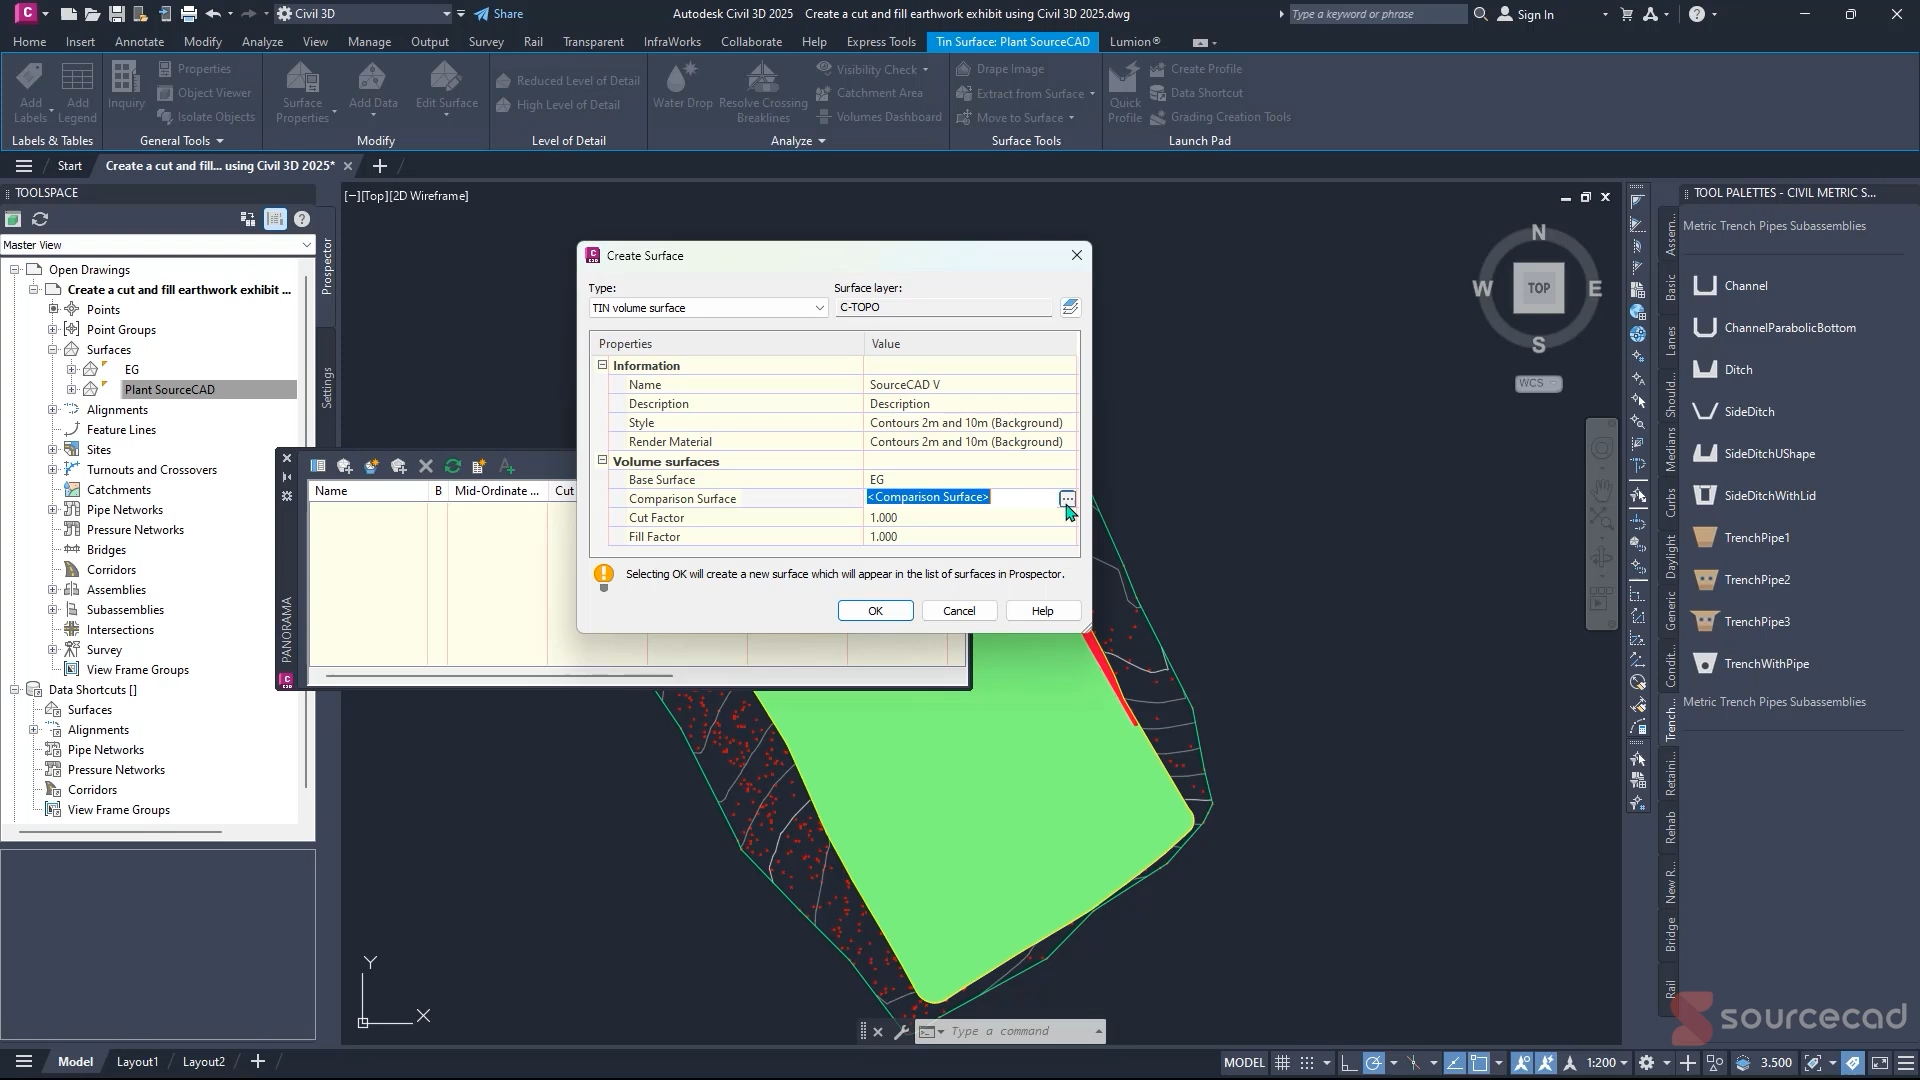 Civil 3D
Share
Autodesk Civil 3D 2025 Create a cut and fill earthwork exhibit using Civil 3D 2025.dwg
Type a keyword or phrase
Sign In
Home Insert Annotate Modify Analyze View Manage Output Survey Rail Transparent InfraWorks Collaborate Help Express Tools Tin Surface: Plant SourceCAD Lumion®
Add Labels
Add Legend
Labels & Tables
Inquiry
Properties
Object Viewer
Isolate Objects
General Tools
Surface Properties
Add Data
Edit Surface
Modify
Reduced Level of Detail
High Level of Detail
Level of Detail
Water Drop
Resolve Crossing Breaklines
Visibility Check
Catchment Area
Volumes Dashboard
Analyze
Drape Image
Extract from Surface
Move to Surface
Surface Tools
Quick Profile
Create Profile
Data Shortcut
Grading Creation Tools
Launch Pad
Start
Create a cut and fill... using Civil 3D 2025*
TOOLSPACE
Master View
Open Drawings
Create a cut and fill earthwork exhibit ...
Points
Point Groups
Surfaces
EG
Plant SourceCAD
Alignments
Feature Lines
Sites
Turnouts and Crossovers
Catchments
Pipe Networks
Pressure Networks
Bridges
Corridors
Assemblies
Subassemblies
Intersections
Survey
View Frame Groups
Data Shortcuts []
Surfaces
Alignments
Pipe Networks
Pressure Networks
Corridors
View Frame Groups
Prospector
Settings
[−][Top][2D Wireframe]
Create Surface
Type:
Surface layer:
TIN volume surface
C-TOPO
Properties Value
Information
Name SourceCAD V
Description Description
Style Contours 2m and 10m (Background)
Render Material Contours 2m and 10m (Background)
Volume surfaces
Base Surface EG
Comparison Surface <Comparison Surface>
Cut Factor 1.000
Fill Factor 1.000
Selecting OK will create a new surface which will appear in the list of surfaces in Prospector.
OK Cancel Help
Name B Mid-Ordinate ... Cut
PANORAMA
N
W TOP E
S
WCS
Y
X
Type a command
TOOL PALETTES - CIVIL METRIC S...
Metric Trench Pipes Subassemblies
Channel
ChannelParabolicBottom
Ditch
SideDitch
SideDitchUShape
SideDitchWithLid
TrenchPipe1
TrenchPipe2
TrenchPipe3
TrenchWithPipe
Metric Trench Pipes Subassemblies
Assem...
Basic
Lanes
Should...
Medians
Curbs
Daylight
Generic
Condit...
Trench...
Retaini...
Rehab
New R...
Bridge
Rail
sourcecad
Model Layout1 Layout2
MODEL
1:200
3.500